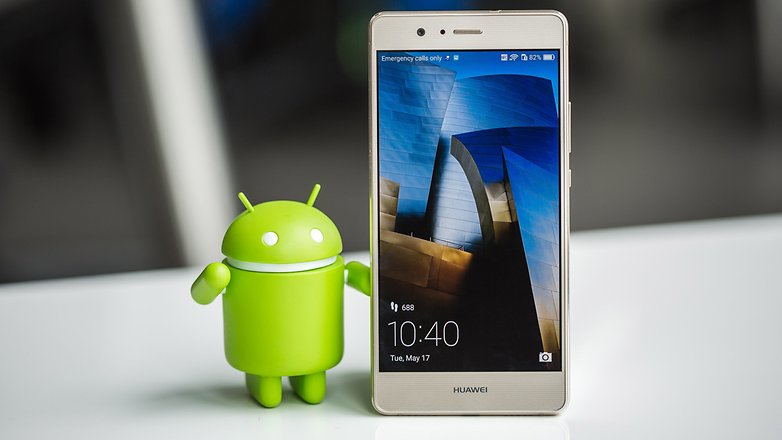 Emergency calls only
82%
688
10:40
Tue, May 17
HUAWEI